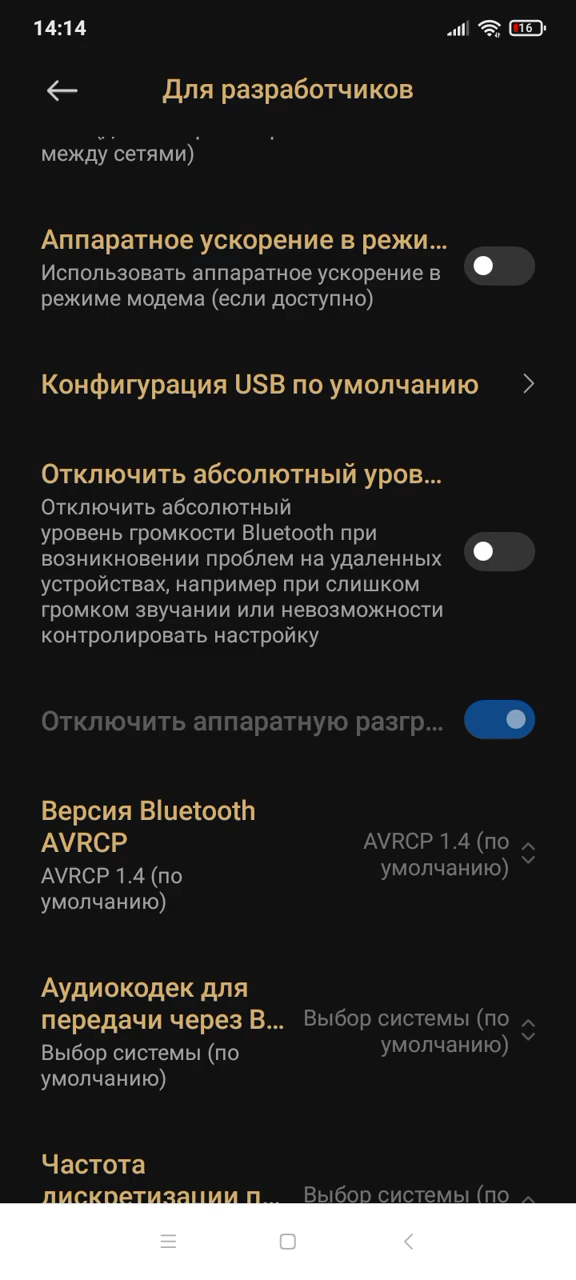 14:14
16
Для разработчиков
между сетями)
Аппаратное ускорение в режи...
Использовать аппаратное ускорение в
режиме модема (если доступно)
Конфигурация USB по умолчанию
Отключить абсолютный уров...
Отключить абсолютный
уровень громкости Bluetooth при
возникновении проблем на удаленных
устройствах, например при слишком
громком звучании или невозможности
контролировать настройку
Отключить аппаратную разгр...
Версия Bluetooth
AVRCP
AVRCP 1.4 (по
умолчанию)
AVRCP 1.4 (по
умолчанию)
Аудиокодек для
передачи через B...
Выбор системы (по
умолчанию)
Выбор системы (по
умолчанию)
Частота
дискретизации п...
Выбор системы (по